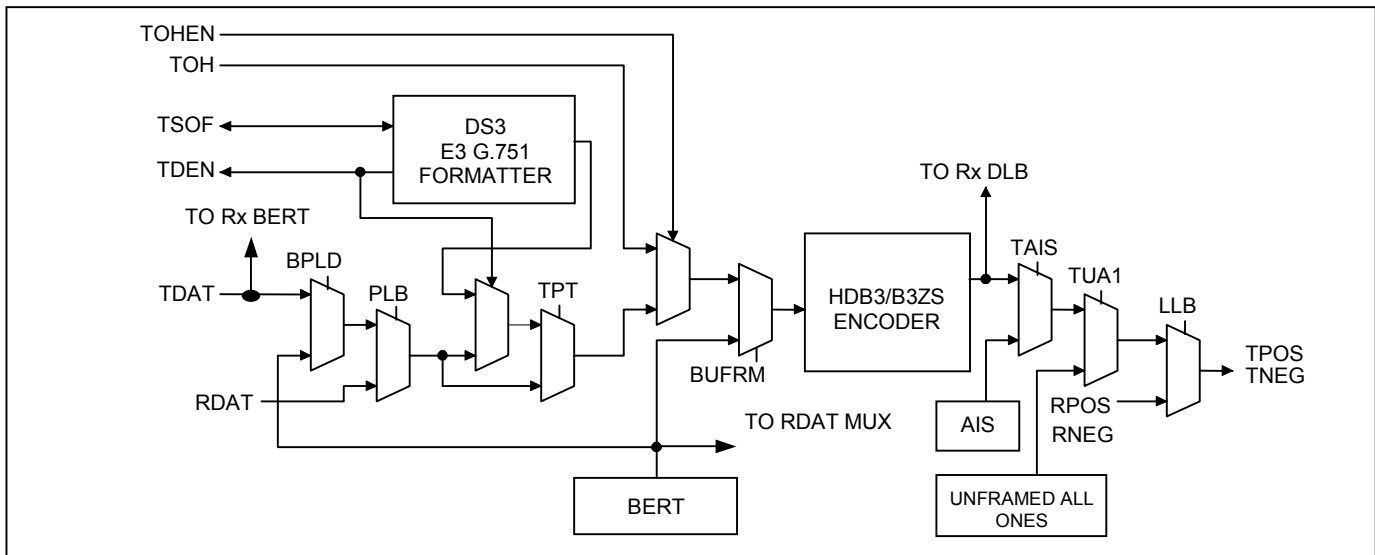 TOHEN
TOH
TSOF
TDEN
DS3
E3 G.751
FORMATTER
TO Rx BERT
TDAT
BPLD
PLB
TPT
RDAT
BUFRM
HDB3/B3ZS
ENCODER
TO Rx DLB
TAIS
TUA1
LLB
TPOS
TNEG
RPOS
RNEG
AIS
TO RDAT MUX
BERT
UNFRAMED ALL
ONES